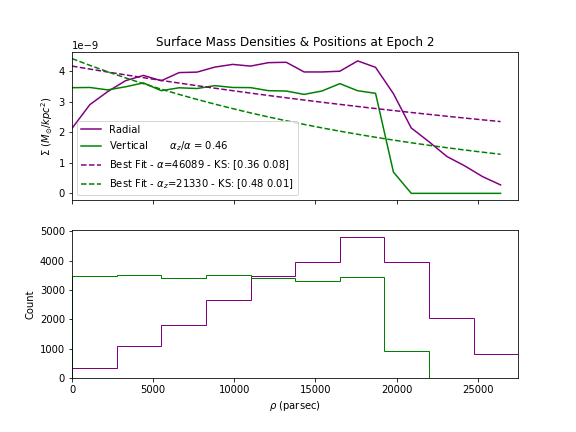 Surface Mass Densities & Positions at Epoch 2
1e−9
Σ (M⊙/kpc²)
4
3
2
1
0
Radial
Vertical αz/α = 0.46
Best Fit - α=46089 - KS: [0.36 0.08]
Best Fit - αz=21330 - KS: [0.48 0.01]
Count
5000
4000
3000
2000
1000
0
0 5000 10000 15000 20000 25000
ρ (parsec)